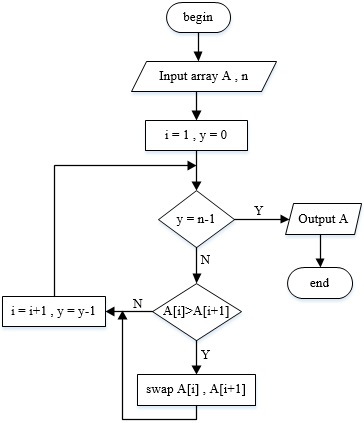 begin
Input array A , n
i = 1 , y = 0
y = n-1
Y
Output A
N
end
A[i]>A[i+1]
N
i = i+1 , y = y-1
Y
swap A[i] , A[i+1]